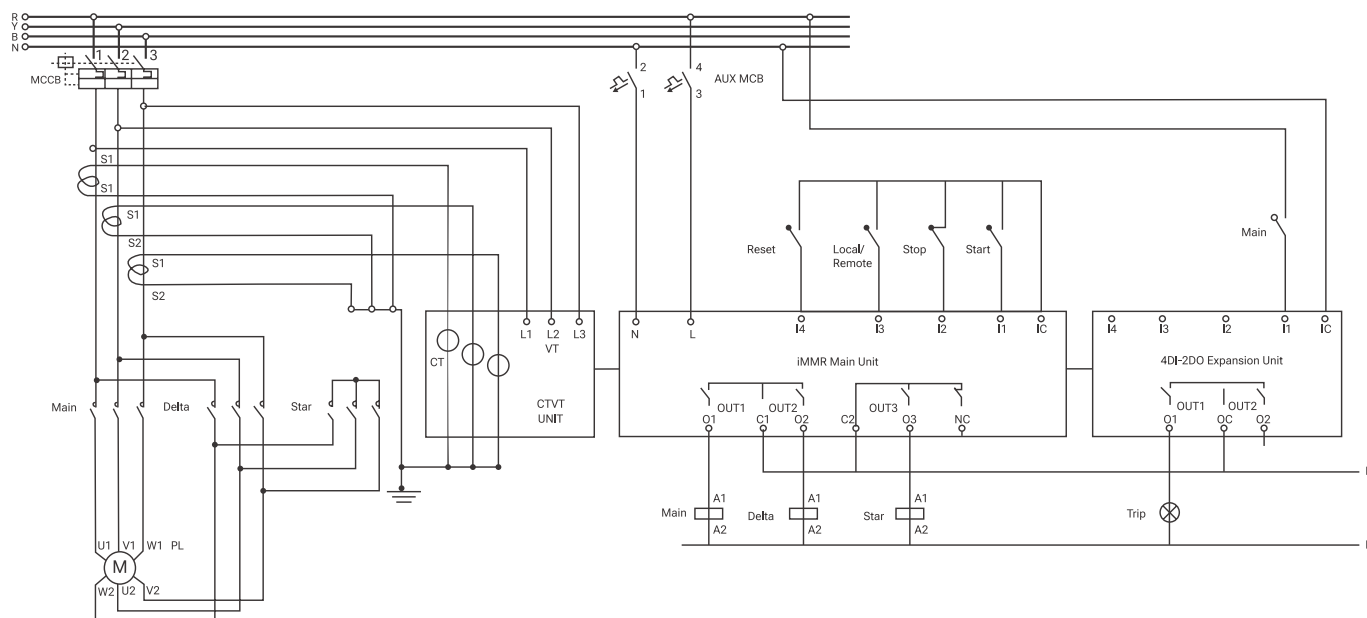 R
Y
B
N
1 2 3
MCCB
2
1
4
3
AUX MCB
S1
S1
S1
S2
S1
S2
Reset
Local/
Remote
Stop
Start
Main
L1 L2 L3
VT
CT
CTVT
UNIT
N L I4 I3 I2 I1 IC
iMMR Main Unit
OUT1 OUT2 OUT3
O1 C1 O2 C2 O3 NC
I4 I3 I2 I1 IC
4DI-2DO Expansion Unit
OUT1 OUT2
O1 OC O2
Main Delta Star
Main A1 A2
Delta A1 A2
Star A1 A2
Trip
U1 V1 W1 PL
M
W2 U2 V2